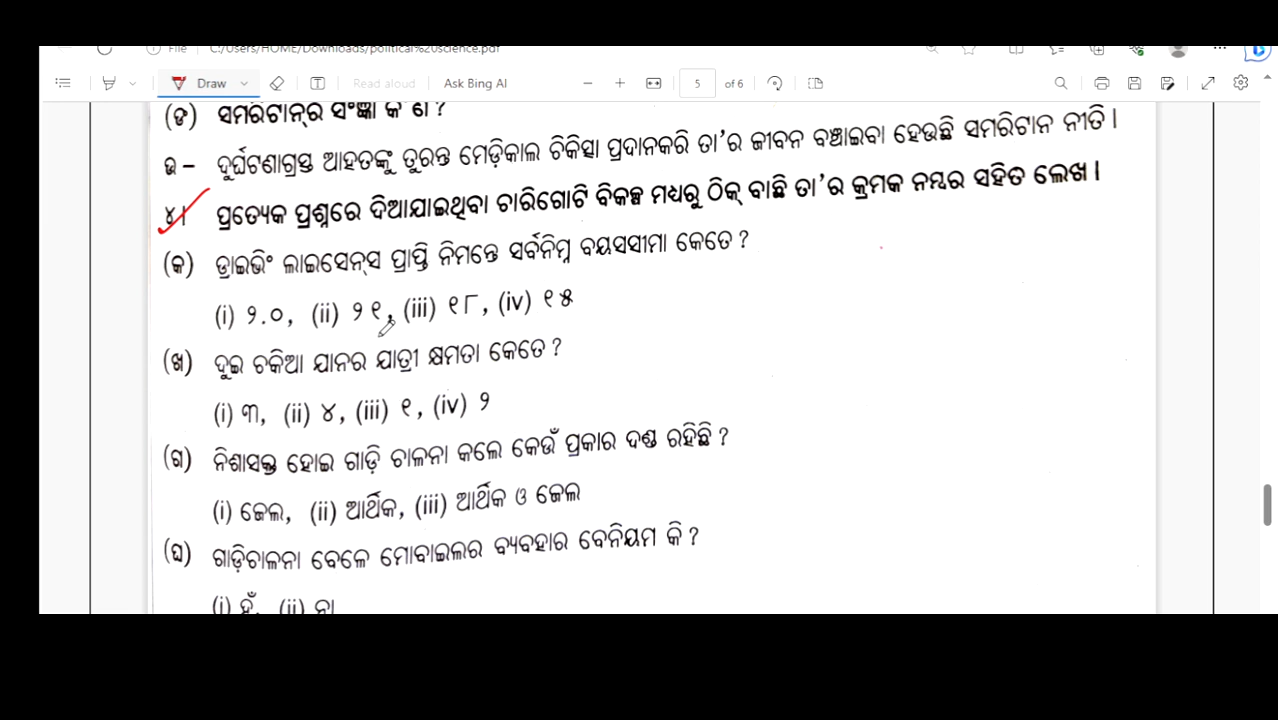 File
C:/Users/HOME/Downloads/political%20science.pdf
Draw
Read aloud
Ask Bing AI
5
of 6
(ଙ) ସମରିଟାନ୍‌ର ସଂଜ୍ଞା କ'ଣ ?
ଉ – ଦୁର୍ଘଟଣାଗ୍ରସ୍ତ ଆହତଙ୍କୁ ତୁରନ୍ତ ମେଡ଼ିକାଲ ଚିକିତ୍ସା ପ୍ରଦାନକରି ତା’ର ଜୀବନ ବଞ୍ଚାଇବା ହେଉଛି ସମରିଟାନ ନୀତି ।
୪। ପ୍ରତ୍ୟେକ ପ୍ରଶ୍ନରେ ଦିଆଯାଇଥିବା ଚାରିଗୋଟି ବିକଳ୍ପ ମଧ୍ୟରୁ ଠିକ୍ ବାଛି ତା’ର କ୍ରମକ ନମ୍ବର ସହିତ ଲେଖ ।
(କ) ଡ୍ରାଇଭିଂ ଲାଇସେନ୍‌ସ ପ୍ରାପ୍ତି ନିମନ୍ତେ ସର୍ବନିମ୍ନ ବୟସସୀମା କେତେ ?
(i) ୨.୦, (ii) ୨୧, (iii) ୧୮, (iv) ୧୫
(ଖ) ଦୁଇ ଚକିଆ ଯାନର ଯାତ୍ରୀ କ୍ଷମତା କେତେ ?
(i) ୩, (ii) ୪, (iii) ୧, (iv) ୨
(ଗ) ନିଶାସକ୍ତ ହୋଇ ଗାଡ଼ି ଚାଳନା କଲେ କେଉଁ ପ୍ରକାର ଦଣ୍ଡ ରହିଛି ?
(i) ଜେଲ, (ii) ଆର୍ଥିକ, (iii) ଆର୍ଥିକ ଓ ଜେଲ
(ଘ) ଗାଡ଼ିଚାଳନା ବେଳେ ମୋବାଇଲର ବ୍ୟବହାର ବେନିୟମ କି ?
(i) ହଁ, (ii) ନା